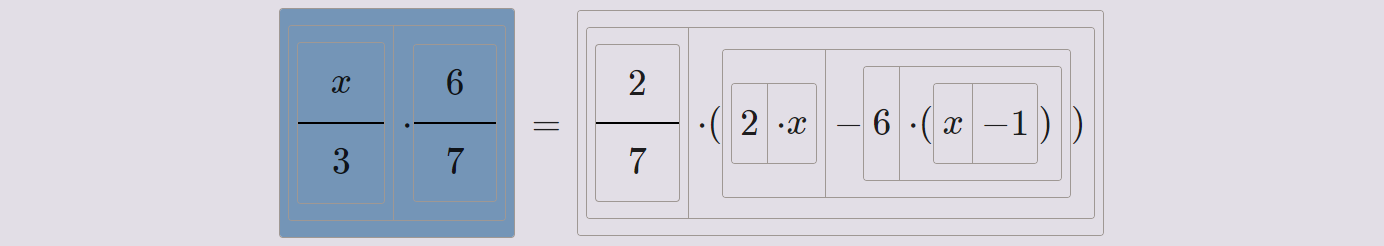 x/3 · 6/7 = 2/7 · (2 · x − 6 · (x − 1))